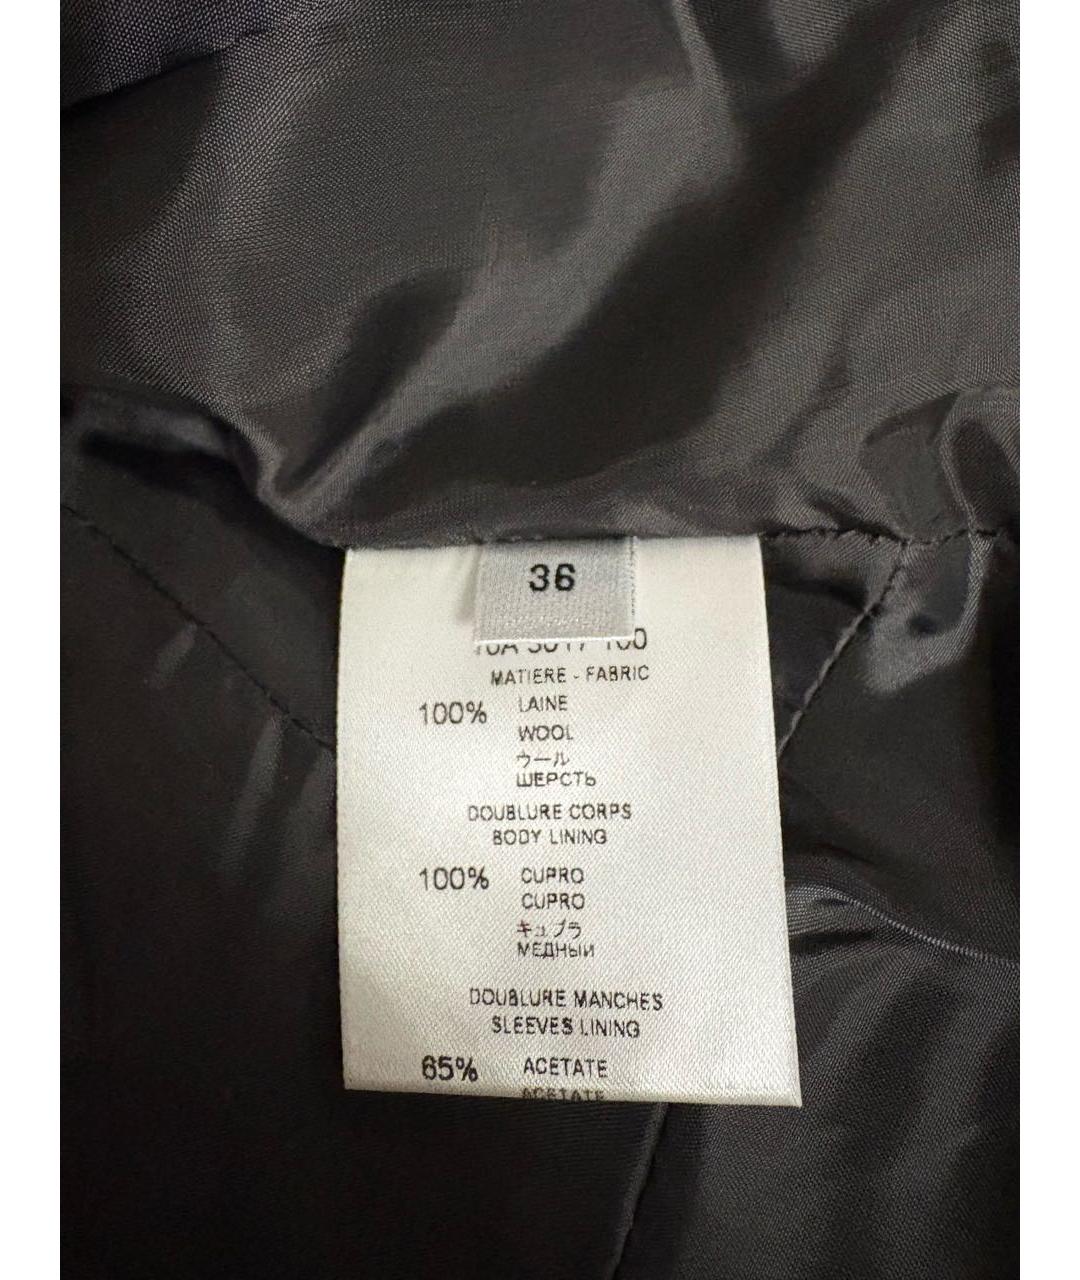 36
MATIERE - FABRIC
100% LAINE
WOOL
ウール
ШЕРСТЬ
DOUBLURE CORPS
BODY LINING
100% CUPRO
CUPRO
キュプラ
МЕДНЫЙ
DOUBLURE MANCHES
SLEEVES LINING
65% ACETATE
ACETATE